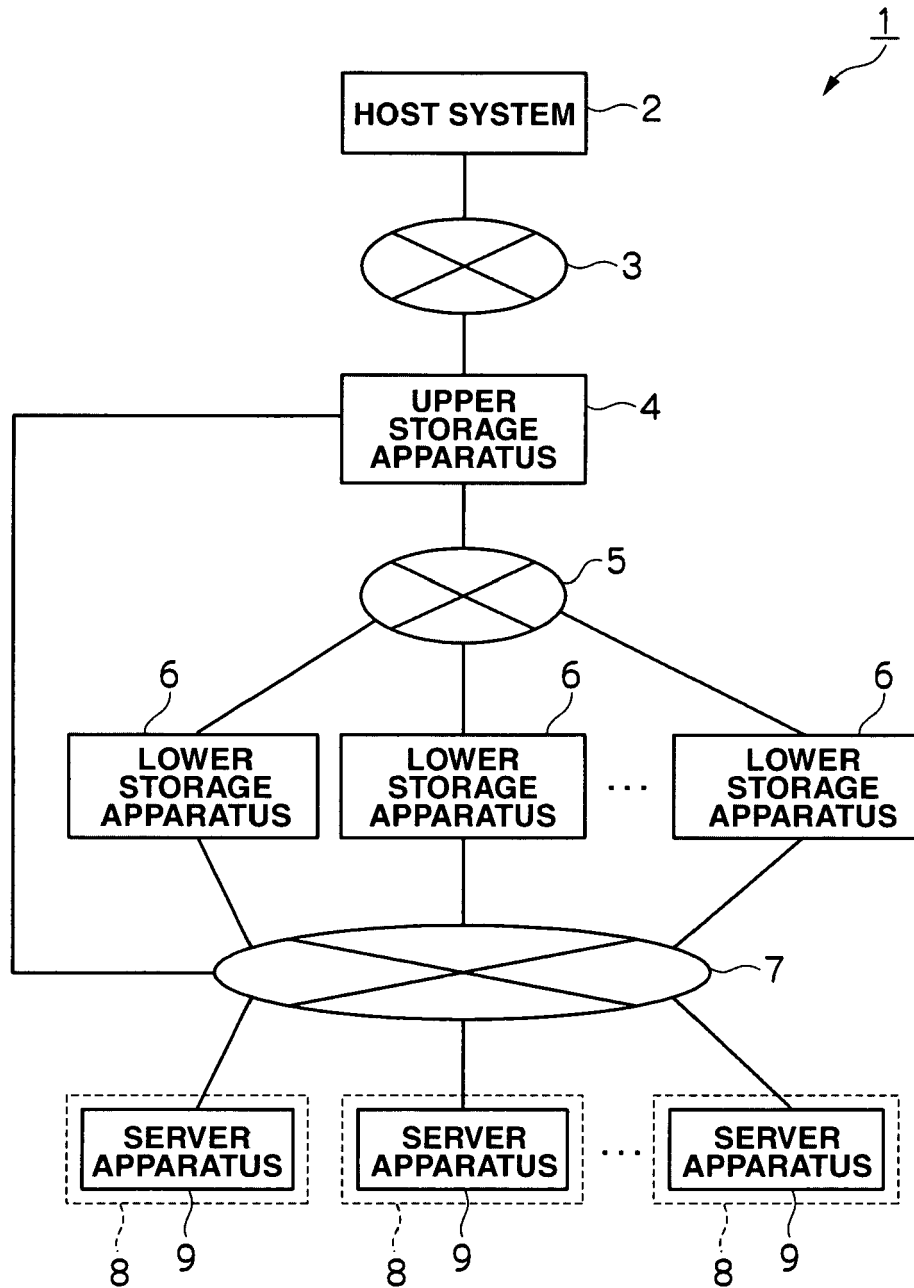 1
HOST SYSTEM
2
3
UPPER
STORAGE
APPARATUS
4
5
6
6
6
LOWER
STORAGE
APPARATUS
LOWER
STORAGE
APPARATUS
...
LOWER
STORAGE
APPARATUS
7
SERVER
APPARATUS
SERVER
APPARATUS
...
SERVER
APPARATUS
8
9
8
9
8
9